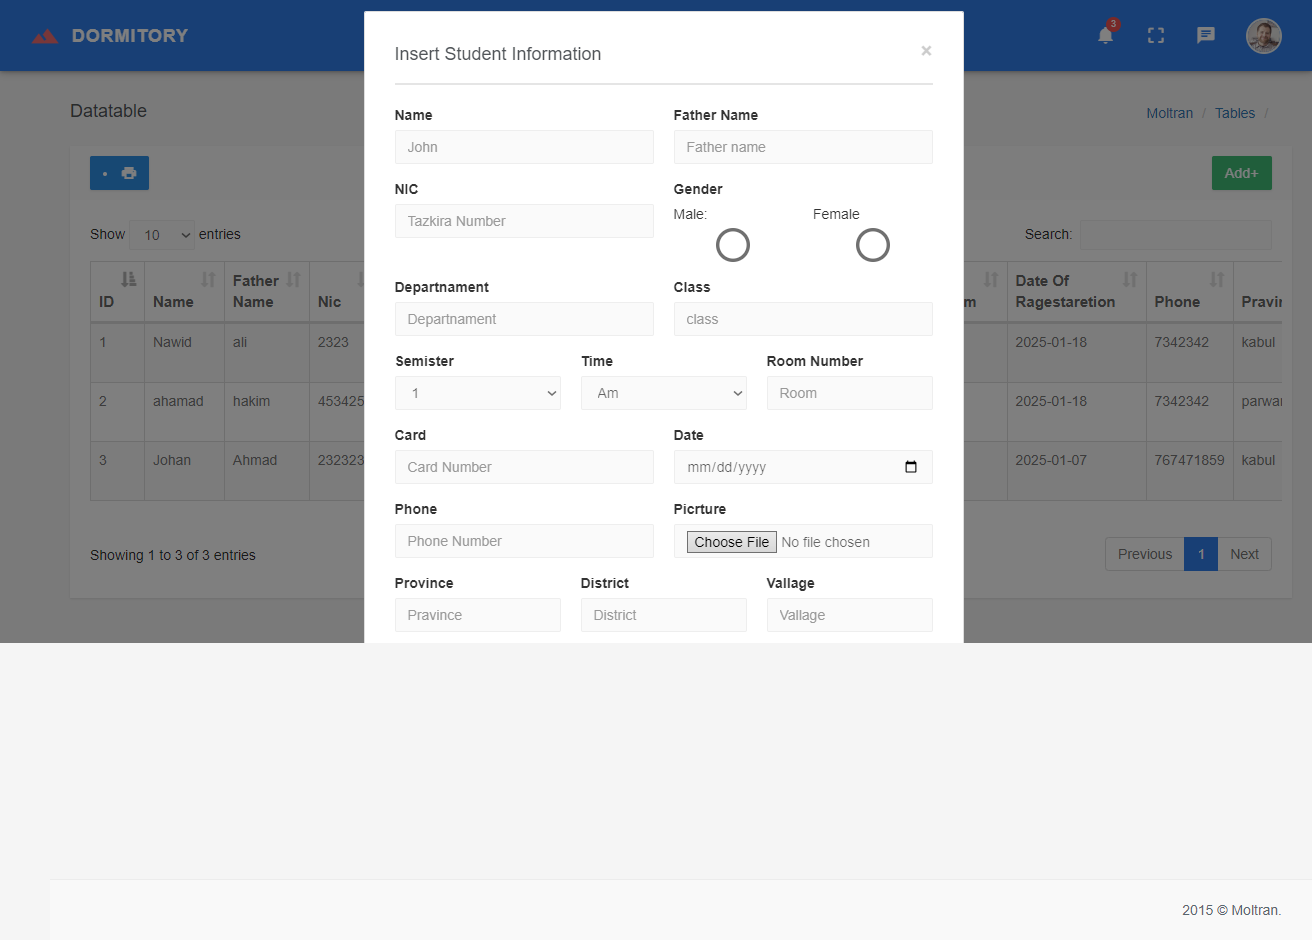 DORMITORY
3
Insert Student Information
×
Datatable
Moltran / Tables /
Add+
Name
Father Name
John
Father name
NIC
Gender
Tazkira Number
Male:
Female
Show 10 entries
Search:
ID
Name
Father Name
Nic
m
Date Of Ragestaretion
Phone
Pravin
1 Nawid ali 2323 2025-01-18 7342342 kabul
2 ahamad hakim 453425 2025-01-18 7342342 parwan
3 Johan Ahmad 232323 2025-01-07 767471859 kabul
Departnament
Class
Departnament
class
Semister
Time
Room Number
1
Am
Room
Card
Date
Card Number
mm/dd/yyyy
Phone
Picrture
Phone Number
Choose File No file chosen
Province
District
Vallage
Pravince
District
Vallage
Showing 1 to 3 of 3 entries
Previous 1 Next
2015 © Moltran.